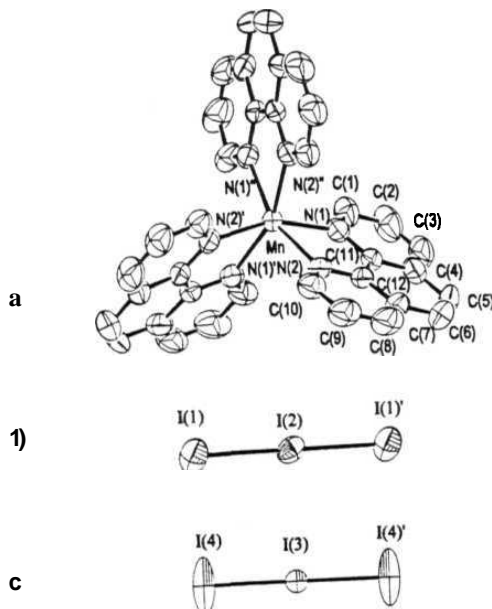 N(1)'' N(2)''
C(1)
C(2)
N(2)' N(1) C(3)
Mn
C(11)
C(4)
N(1)' N(2)
C(12)
a
C(5)
C(10)
C(6)
C(7)
C(9) C(8)
1) I(1) I(2) I(1)'
c I(4) I(3) I(4)'